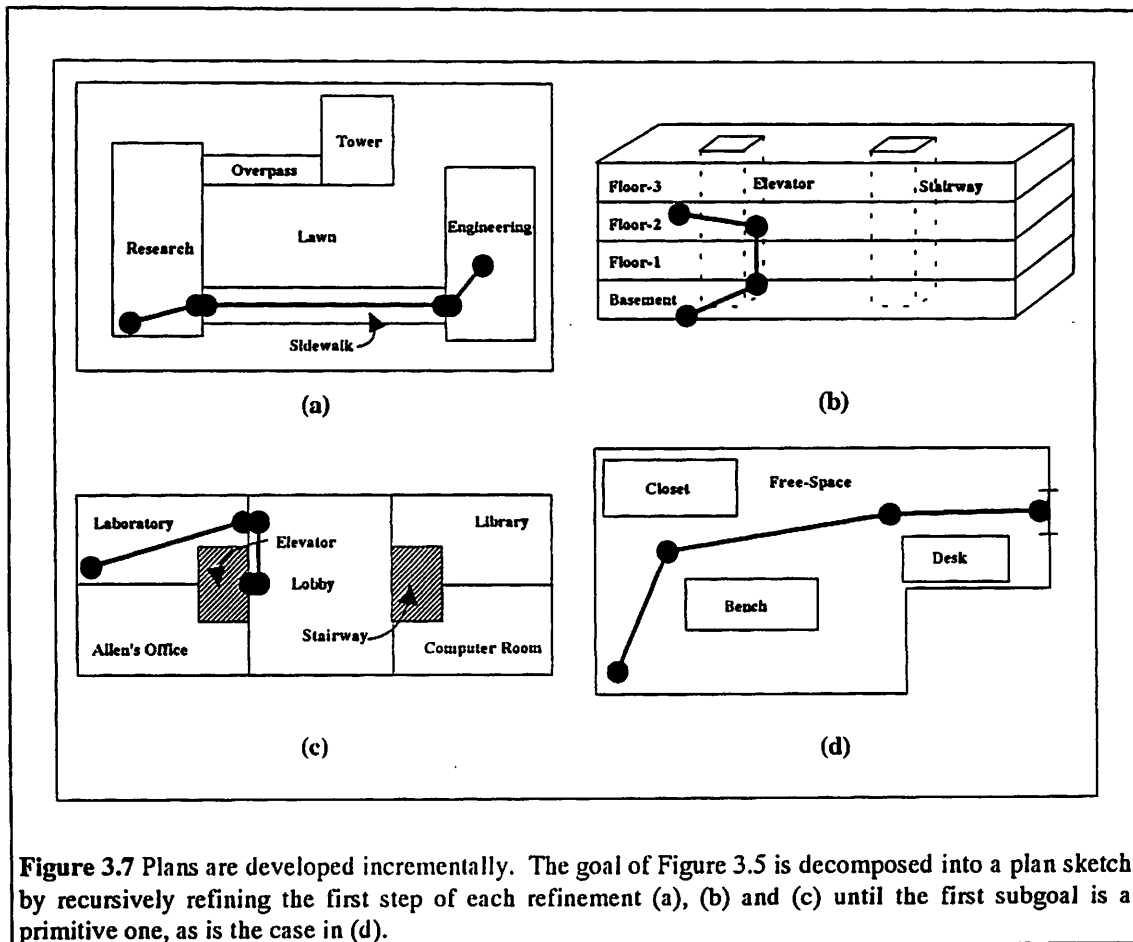 Tower
Overpass
Research
Lawn
Engineering
Sidewalk
(a)
Floor-3
Elevator
Stairway
Floor-2
Floor-1
Basement
(b)
Laboratory
Library
Elevator
Lobby
Stairway
Allen's Office
Computer Room
(c)
Closet
Free-Space
Desk
Bench
(d)
Figure 3.7 Plans are developed incrementally. The goal of Figure 3.5 is decomposed into a plan sketch
by recursively refining the first step of each refinement (a), (b) and (c) until the first subgoal is a
primitive one, as is the case in (d).